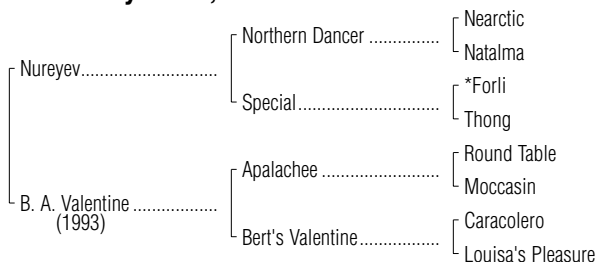 Nearctic
Northern Dancer ..............
Natalma
Nureyev...........................
*Forli
Special............................
Thong
Round Table
Apalachee .......................
Moccasin
B. A. Valentine .................
(1993)
Caracolero
Bert's Valentine................
Louisa's Pleasure